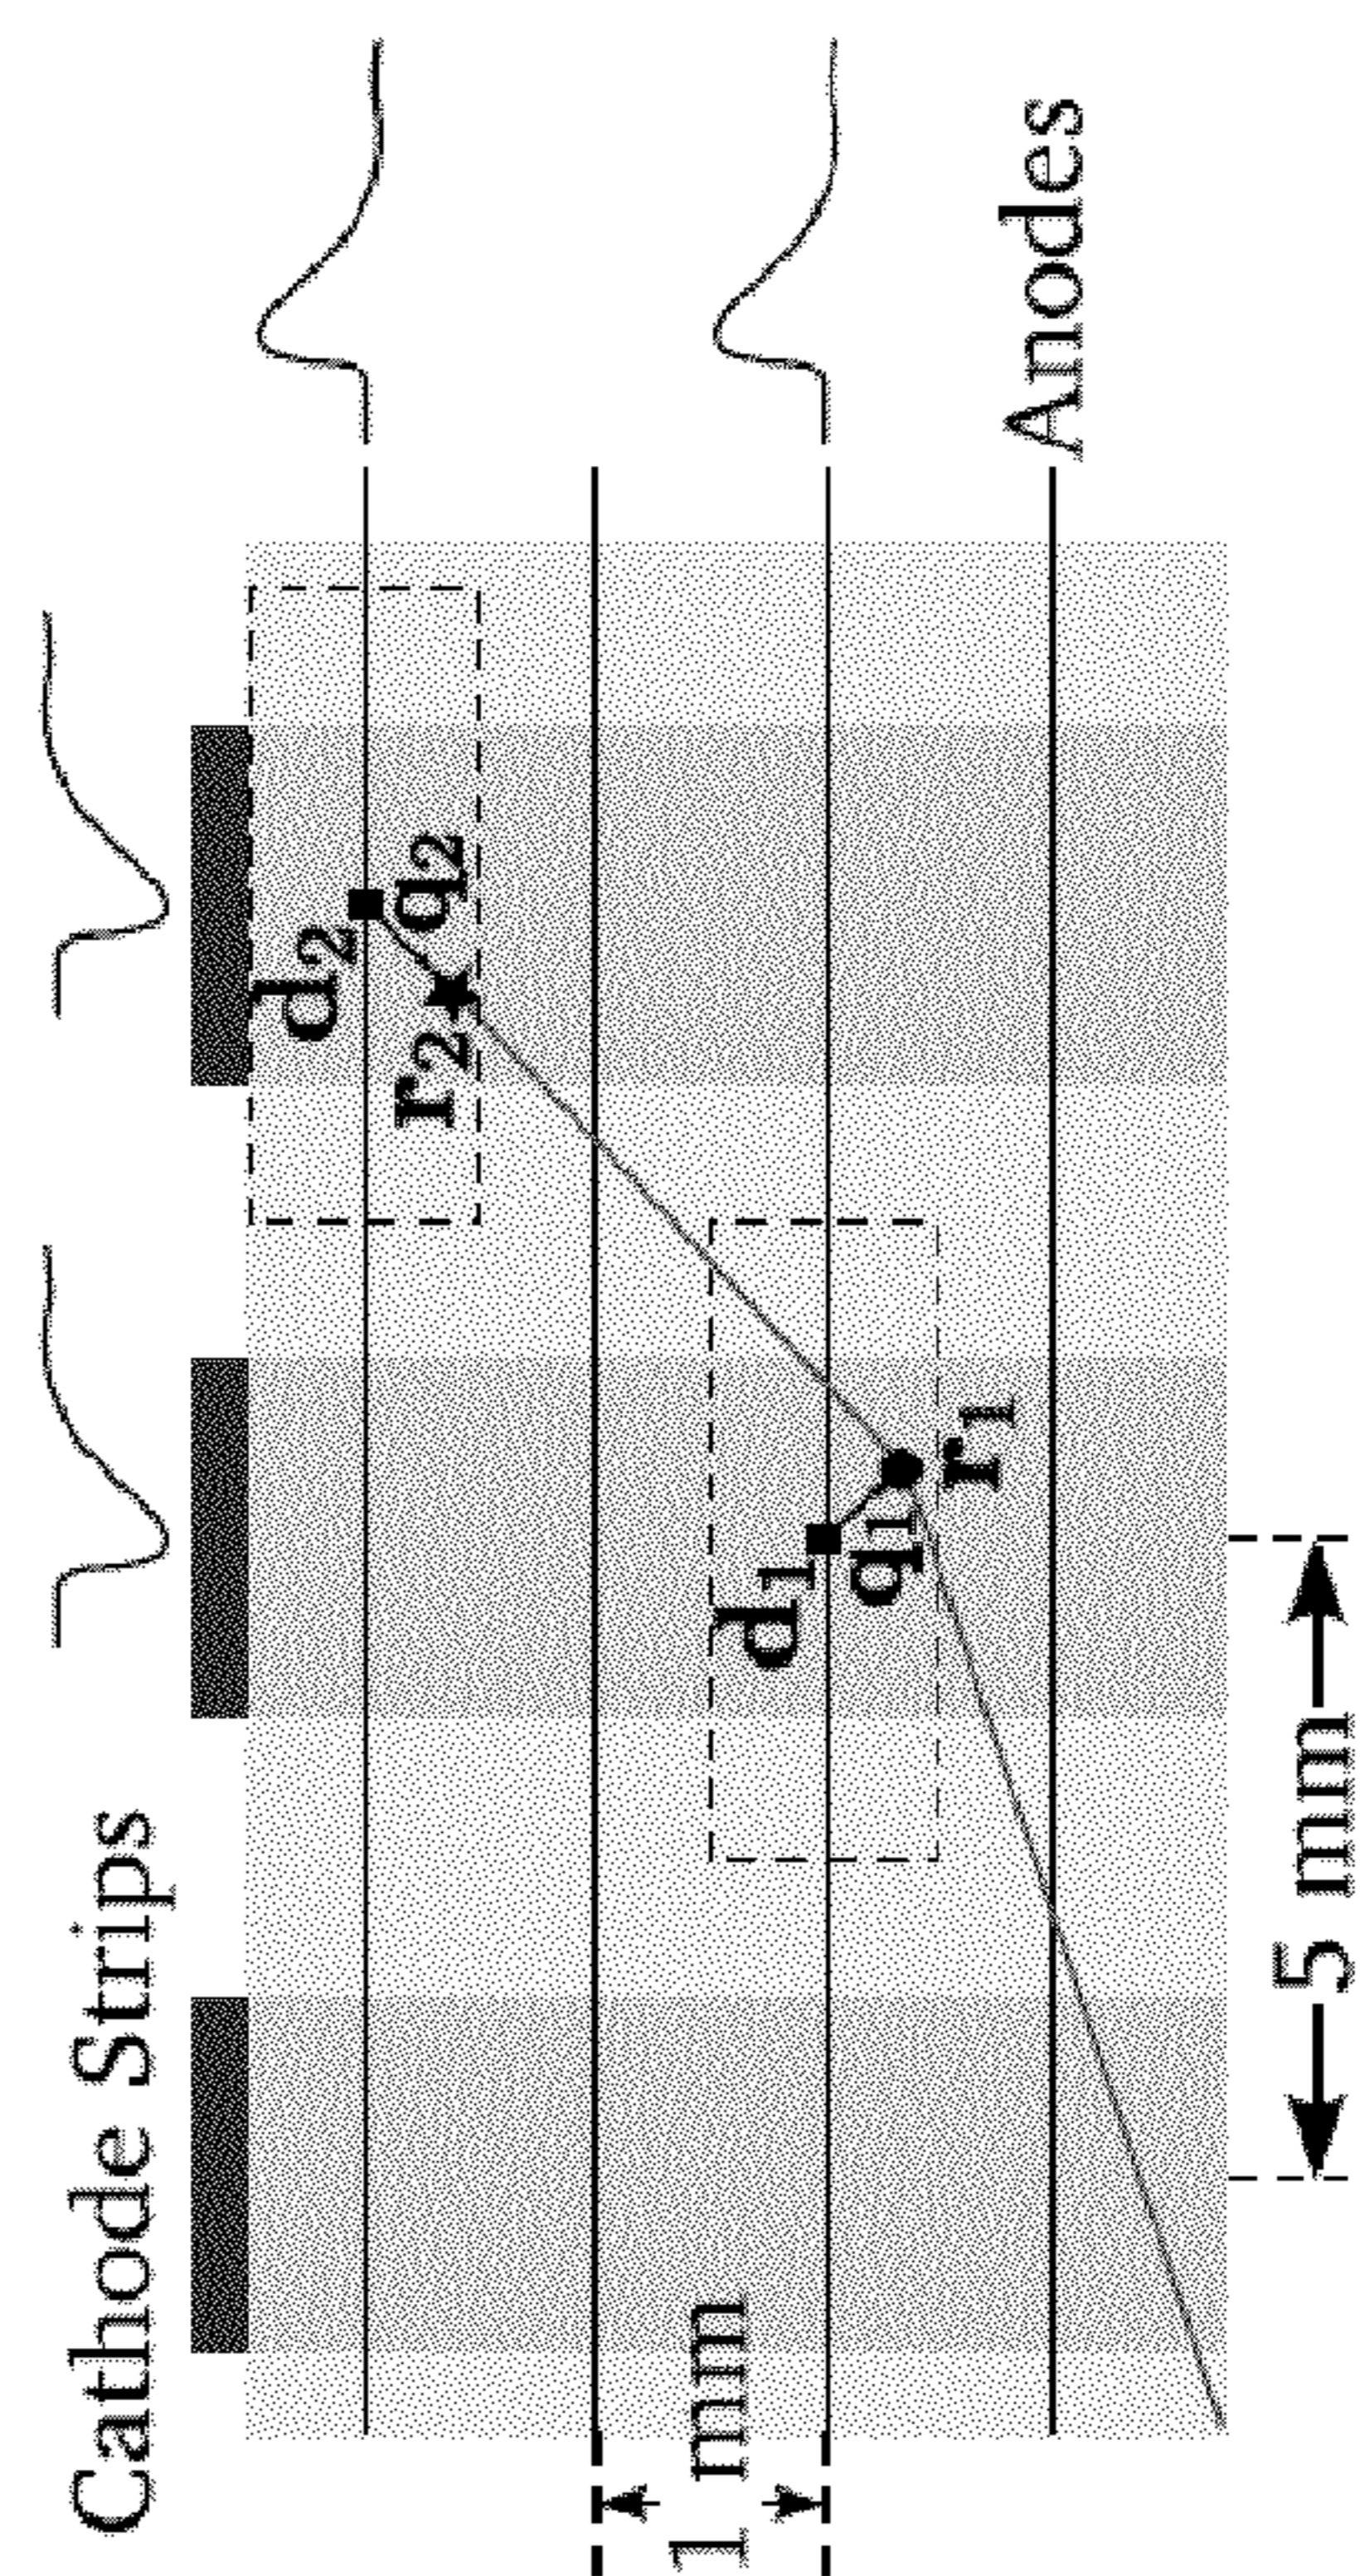 Cathode Strips
Anodes
d2
q2
r2
d1
q1
r1
1 mm
5 mm